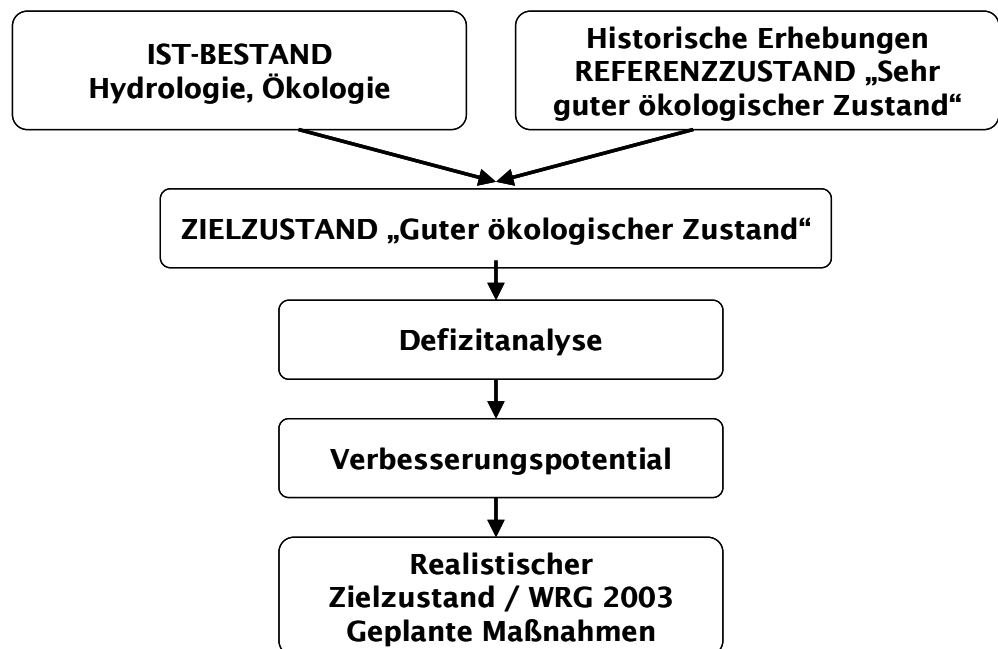 IST-BESTAND
Hydrologie, Ökologie
Historische Erhebungen
REFERENZZUSTAND „Sehr
guter ökologischer Zustand“
ZIELZUSTAND „Guter ökologischer Zustand“
Defizitanalyse
Verbesserungspotential
Realistischer
Zielzustand / WRG 2003
Geplante Maßnahmen